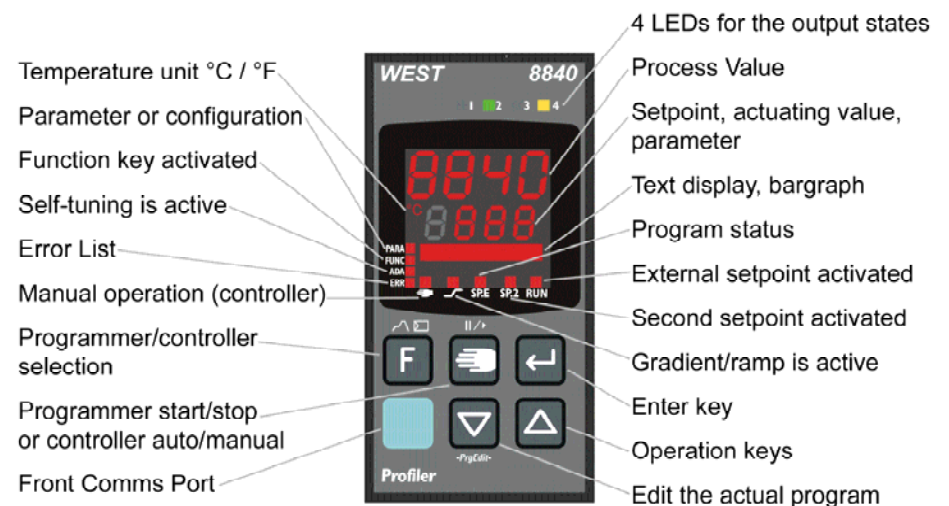 Temperature unit °C / °F
Parameter or configuration
Function key activated
Self-tuning is active
Error List
Manual operation (controller)
Programmer/controller
selection
Programmer start/stop
or controller auto/manual
Front Comms Port
WEST 8840
1 2 3 4
8840
°C 8888
PARA
FUNC
ADA
ERR
SP.E SP.2 RUN
F
-PrgEdit-
Profiler
4 LEDs for the output states
Process Value
Setpoint, actuating value,
parameter
Text display, bargraph
Program status
External setpoint activated
Second setpoint activated
Gradient/ramp is active
Enter key
Operation keys
Edit the actual program